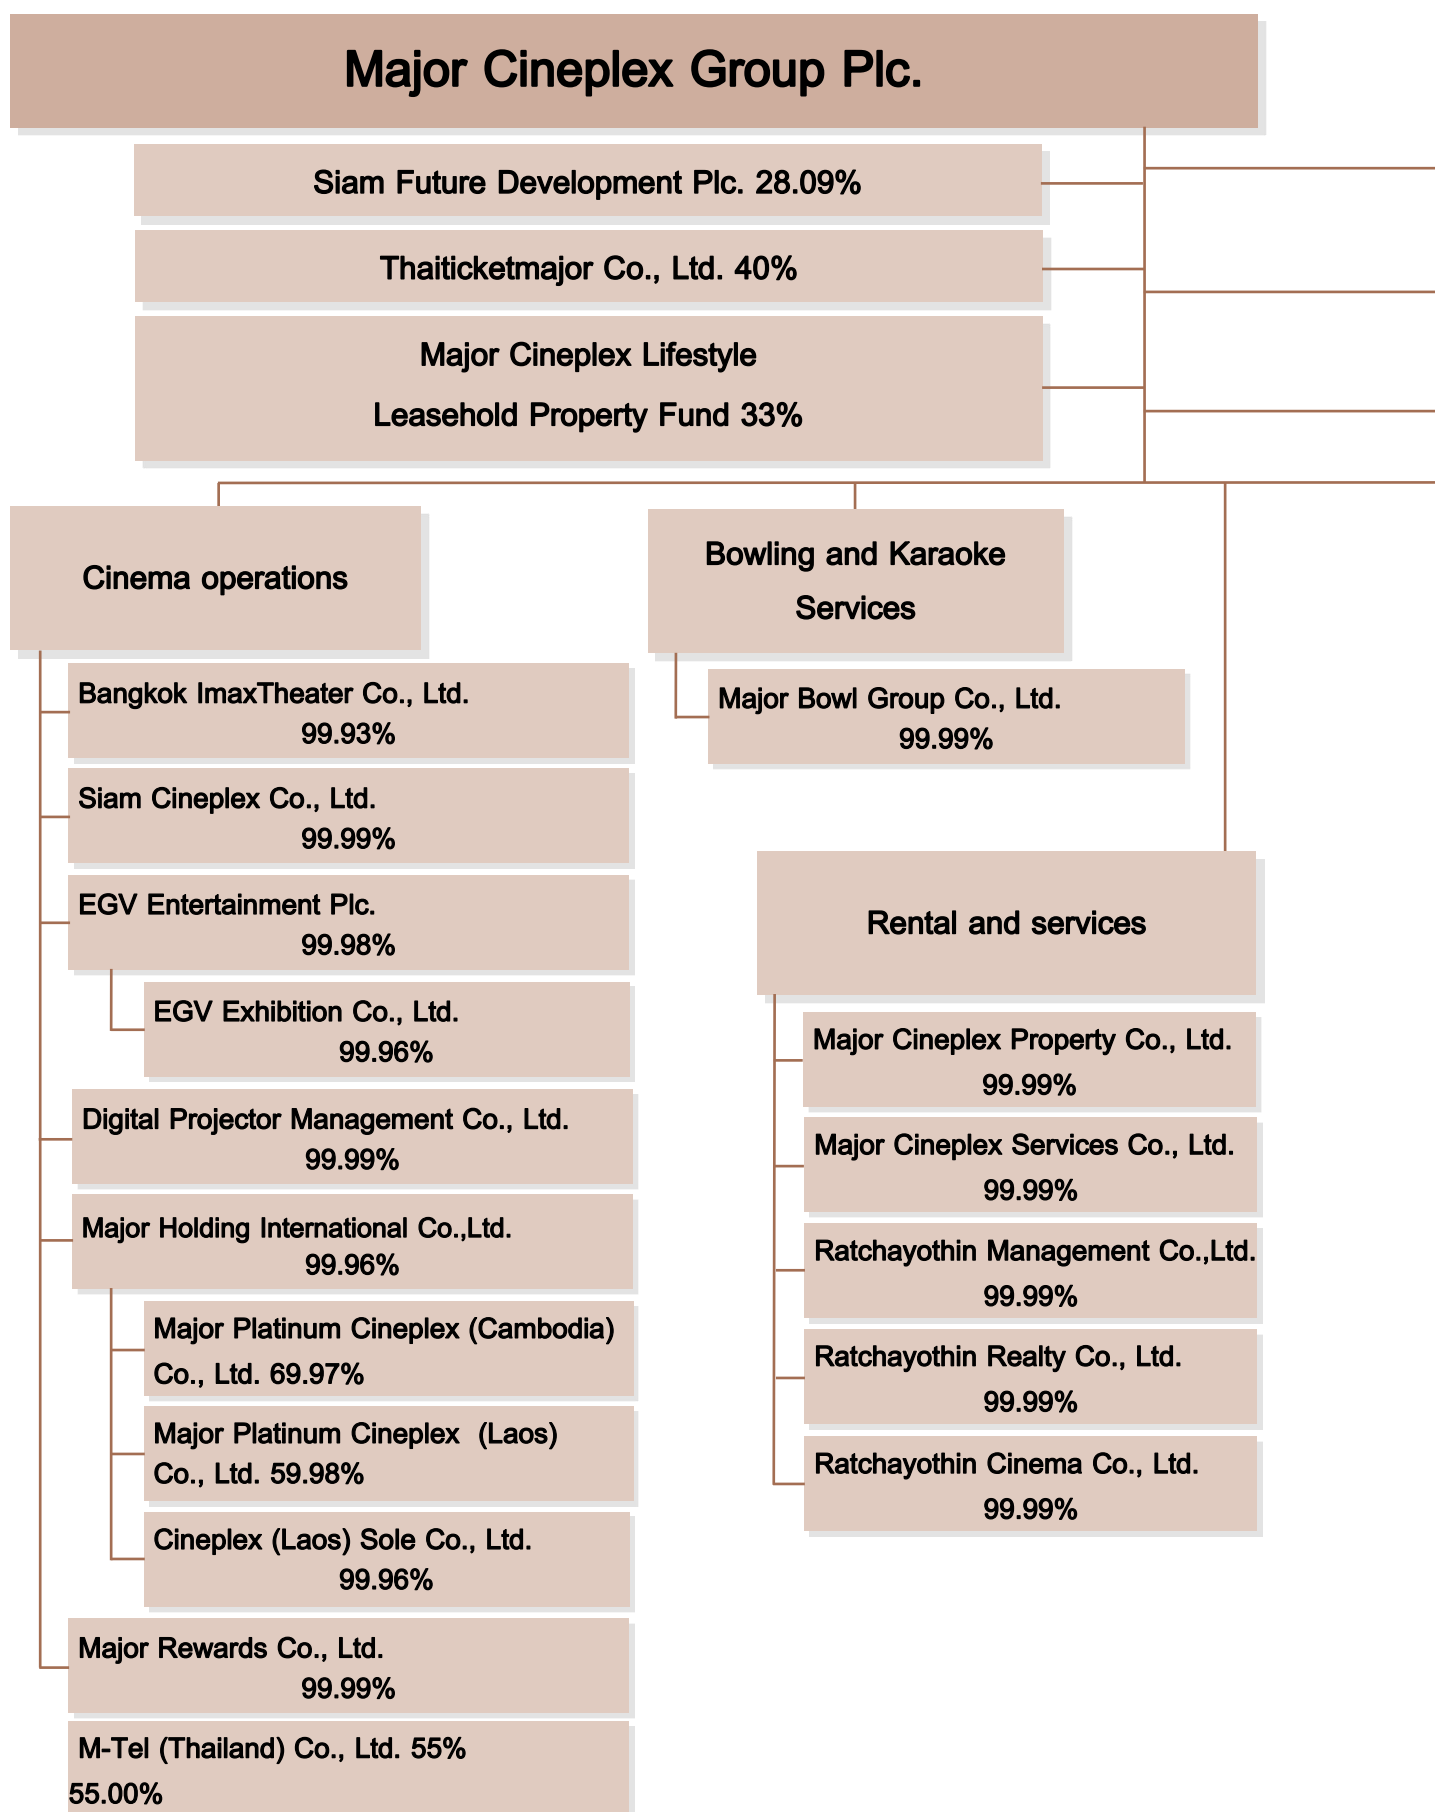 Major Cineplex Group Plc.
Siam Future Development Plc. 28.09%
Thaiticketmajor Co., Ltd. 40%
Major Cineplex Lifestyle
Leasehold Property Fund 33%
Cinema operations
Bangkok ImaxTheater Co., Ltd.
99.93%
Siam Cineplex Co., Ltd.
99.99%
EGV Entertainment Plc.
99.98%
EGV Exhibition Co., Ltd.
99.96%
Digital Projector Management Co., Ltd.
99.99%
Major Holding International Co.,Ltd.
99.96%
Major Platinum Cineplex (Cambodia)
Co., Ltd. 69.97%
Major Platinum Cineplex  (Laos)
Co., Ltd. 59.98%
Cineplex (Laos) Sole Co., Ltd.
99.96%
Major Rewards Co., Ltd.
99.99%
M-Tel (Thailand) Co., Ltd. 55%
55.00%
Bowling and Karaoke
Services
Major Bowl Group Co., Ltd.
99.99%
Rental and services
Major Cineplex Property Co., Ltd.
99.99%
Major Cineplex Services Co., Ltd.
99.99%
Ratchayothin Management Co.,Ltd.
99.99%
Ratchayothin Realty Co., Ltd.
99.99%
Ratchayothin Cinema Co., Ltd.
99.99%